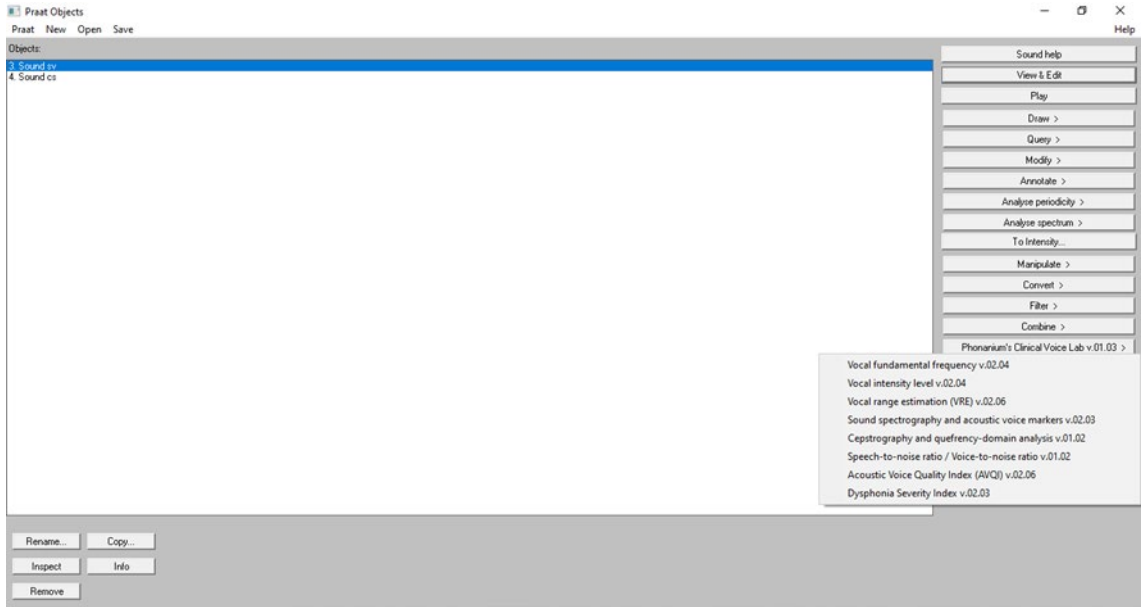 Praat Objects
Praat New Open Save Help
Objects:
3. Sound sv
4. Sound cs
Sound help
View & Edit
Play
Draw >
Query >
Modify >
Annotate >
Analyse periodicity >
Analyse spectrum >
To Intensity...
Manipulate >
Convert >
Filter >
Combine >
Phonanium's Clinical Voice Lab v.01.03 >
Vocal fundamental frequency v.02.04
Vocal intensity level v.02.04
Vocal range estimation (VRE) v.02.06
Sound spectrography and acoustic voice markers v.02.03
Cepstrography and quefrency-domain analysis v.01.02
Speech-to-noise ratio / Voice-to-noise ratio v.01.02
Acoustic Voice Quality Index (AVQI) v.02.06
Dysphonia Severity Index v.02.03
Rename... Copy...
Inspect Info
Remove